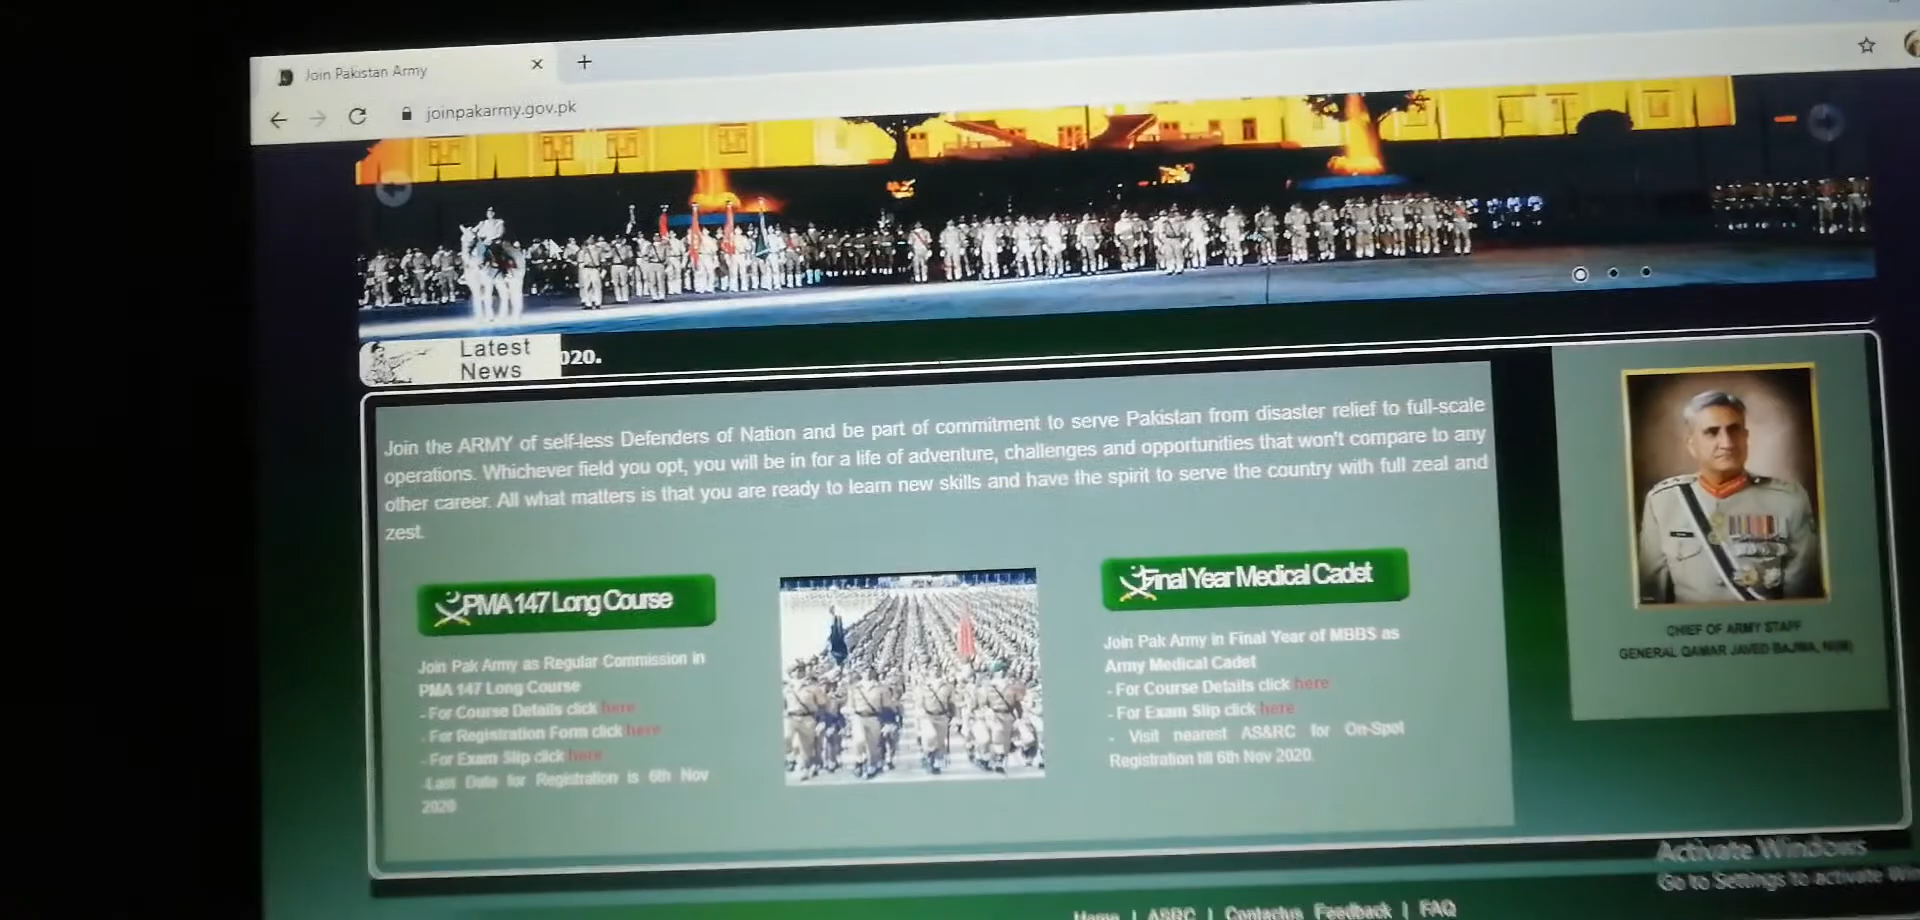 Join Pakistan Army
joinpakarmy.gov.pk
Latest
News
020.
Join the ARMY of self-less Defenders of Nation and be part of commitment to serve Pakistan from disaster relief to full-scale
operations. Whichever field you opt, you will be in for a life of adventure, challenges and opportunities that won't compare to any
other career. All what matters is that you are ready to learn new skills and have the spirit to serve the country with full zeal and
zest.
PMA 147 Long Course
Join Pak Army as Regular Commission in
PMA 147 Long Course
- For Course Details click here
- For Registration Form click here
- For Exam Slip click here
-Last Date for Registration is 6th Nov
2020
Final Year Medical Cadet
Join Pak Army in Final Year of MBBS as
Army Medical Cadet
- For Course Details click here
- For Exam Slip click here
- Visit nearest AS&RC for On-Spot
Registration till 6th Nov 2020.
CHIEF OF ARMY STAFF
GENERAL QAMAR JAVED BAJWA, NI(M)
Activate Windows
Go to Settings to activate Win
Home | ASRC | Contactus Feedback | FAQ